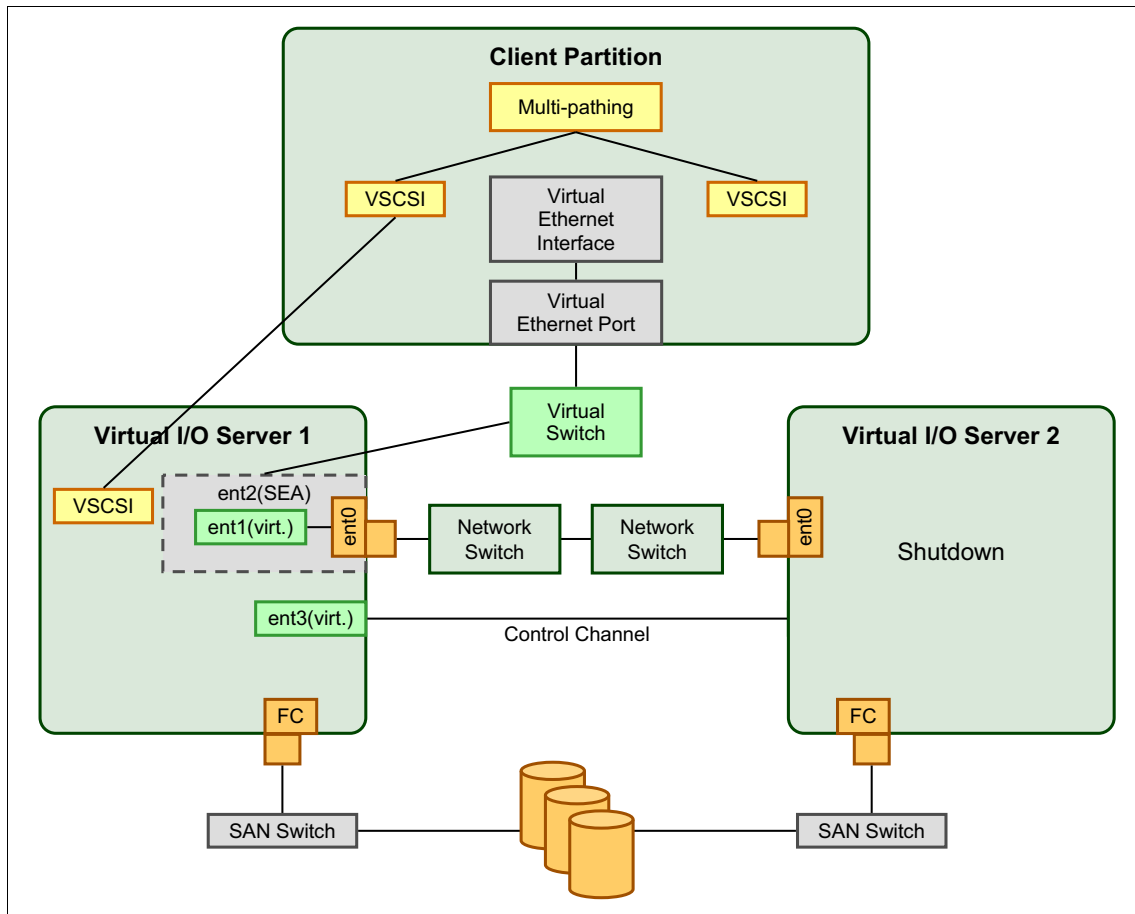 Client Partition
Multi-pathing
VSCSI
Virtual
Ethernet
Interface
VSCSI
Virtual
Ethernet Port
Virtual
Switch
Virtual I/O Server 1
Virtual I/O Server 2
VSCSI
ent2(SEA)
ent1(virt.)
ent0
Network
Switch
Network
Switch
ent0
Shutdown
ent3(virt.)
Control Channel
FC
FC
SAN Switch
SAN Switch